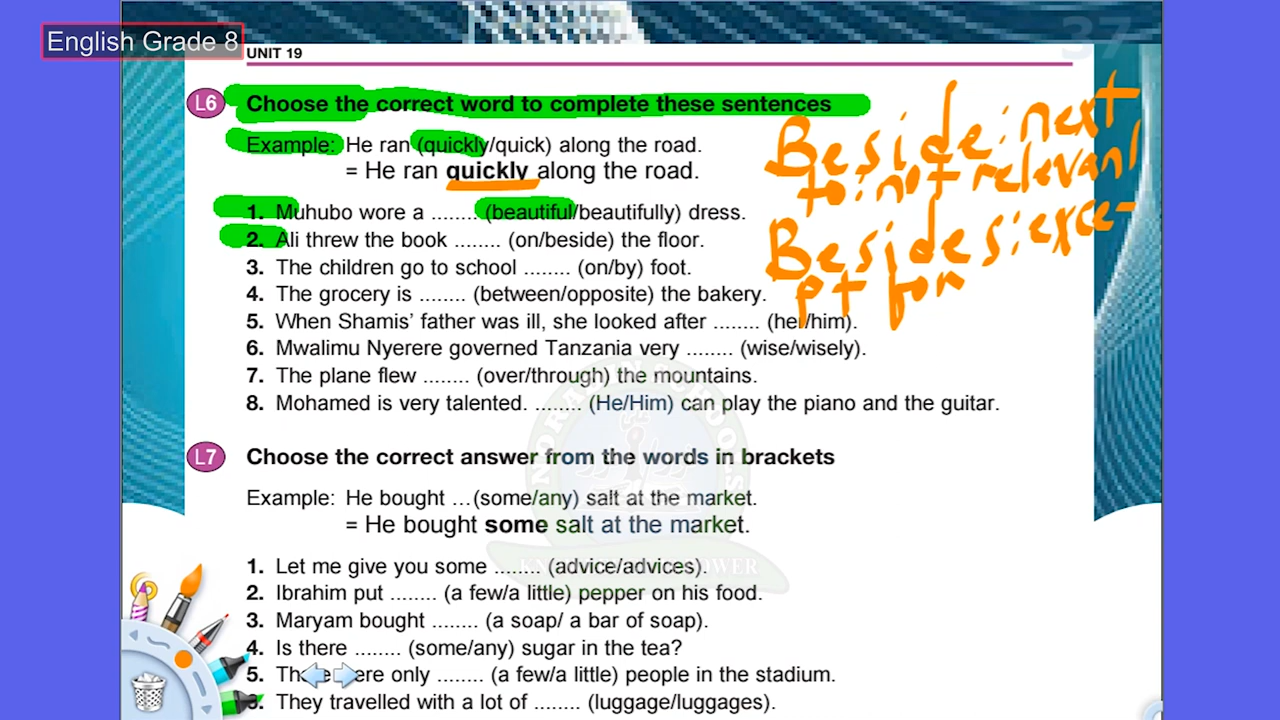 English Grade 8
37
UNIT 19
L6 Choose the correct word to complete these sentences
Example: He ran (quickly/quick) along the road.
= He ran quickly along the road.
1. Muhubo wore a ........ (beautiful/beautifully) dress.
2. Ali threw the book ........ (on/beside) the floor.
3. The children go to school ........ (on/by) foot.
4. The grocery is ........ (between/opposite) the bakery.
5. When Shamis' father was ill, she looked after ........ (her/him).
6. Mwalimu Nyerere governed Tanzania very ........ (wise/wisely).
7. The plane flew ........ (over/through) the mountains.
8. Mohamed is very talented. ........ (He/Him) can play the piano and the guitar.
Beside: next
to: not relevant
Besides: exce-
pt for
L7 Choose the correct answer from the words in brackets
Example: He bought ...(some/any) salt at the market.
= He bought some salt at the market.
1. Let me give you some ........ (advice/advices).
2. Ibrahim put ........ (a few/a little) pepper on his food.
3. Maryam bought ........ (a soap/ a bar of soap).
4. Is there ........ (some/any) sugar in the tea?
5. only ........ (a few/a little) people in the stadium.
6. They travelled with a lot of ........ (luggage/luggages).